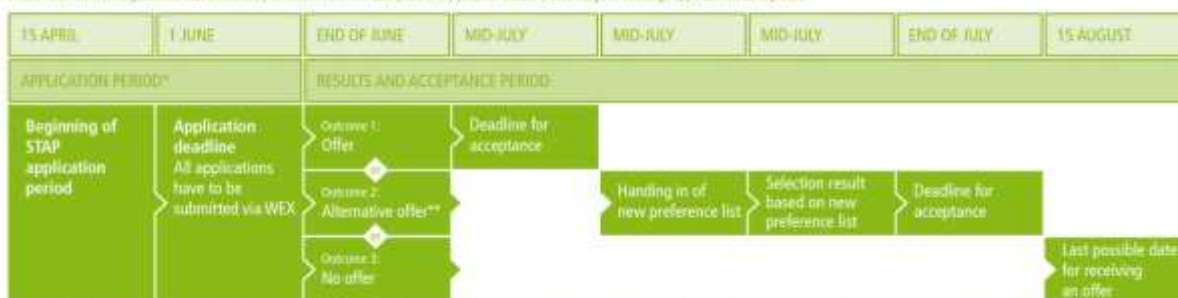 15 APRIL
1 JUNE
END OF JUNE
MID-JULY
MID-JULY
MID-JULY
END OF JULY
15 AUGUST
APPLICATION PERIOD*
RESULTS AND ACCEPTANCE PERIOD
Beginning of
STAP
application
period
Application
deadline
All applications
have to be
submitted via WEX
Outcome 1:
Offer
or
Outcome 2:
Alternative offer**
or
Outcome 3:
No offer
Deadline for
acceptance
Handing in of
new preference list
Selection result
based on new
preference list
Deadline for
acceptance
Last possible date
for receiving
an offer